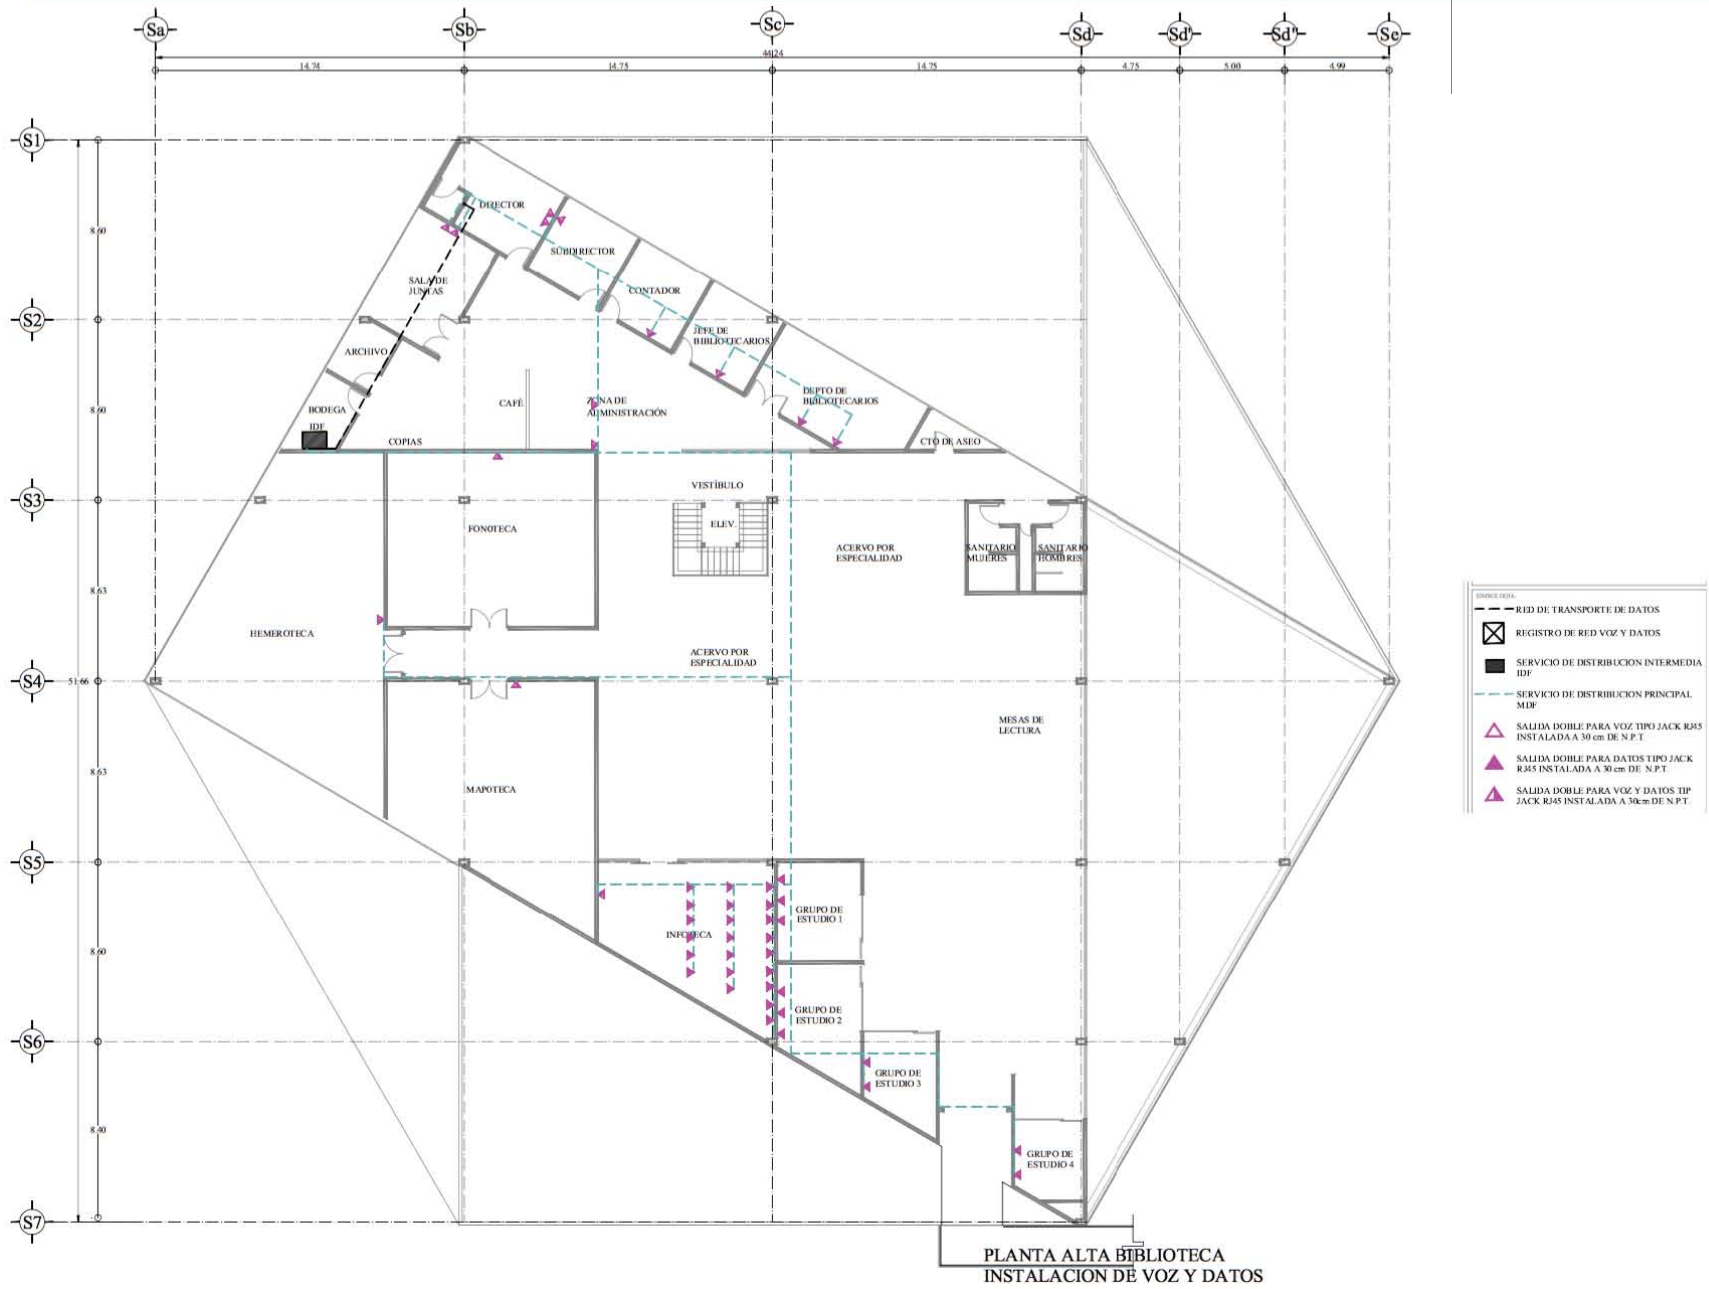 Sa
Sb
Sc
Sd
Sd'
Sd''
Se
44.24
14.74
14.75
14.75
4.75
5.00
4.99
S1
S2
S3
S4
S5
S6
S7
8.60
8.60
8.63
51.66
8.63
8.60
8.40
DIRECTOR
SUBDIRECTOR
SALA DE
JUNTAS
CONTADOR
JEFE DE
BIBLIOTECARIOS
ARCHIVO
DEPTO DE
BIBLIOTECARIOS
BODEGA
IDF
CAFÉ
ZONA DE
ADMINISTRACIÓN
COPIAS
CTO DE ASEO
VESTÍBULO
ELEV.
FONOTECA
ACERVO POR
ESPECIALIDAD
SANITARIO
MUJERES
SANITARIO
HOMBRES
HEMEROTECA
ACERVO POR
ESPECIALIDAD
MESAS DE
LECTURA
MAPOTECA
INFOTECA
GRUPO DE
ESTUDIO 1
GRUPO DE
ESTUDIO 2
GRUPO DE
ESTUDIO 3
GRUPO DE
ESTUDIO 4
SIMBOLOGIA:
RED DE TRANSPORTE DE DATOS
REGISTRO DE RED VOZ Y DATOS
SERVICIO DE DISTRIBUCION INTERMEDIA
IDF
SERVICIO DE DISTRIBUCION PRINCIPAL
MDF
SALIDA DOBLE PARA VOZ TIPO JACK RJ45
INSTALADA A 30 cm DE N.P.T.
SALIDA DOBLE PARA DATOS TIPO JACK
RJ45 INSTALADA A 30 cm DE N.P.T.
SALIDA DOBLE PARA VOZ Y DATOS TIP
JACK RJ45 INSTALADA A 30cm DE N.P.T.
PLANTA ALTA BIBLIOTECA
INSTALACION DE VOZ Y DATOS